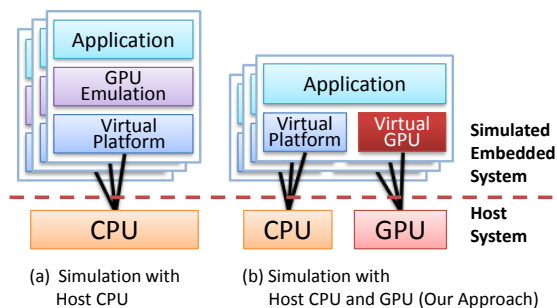 Application
GPU
Emulation
Virtual
Platform
CPU
(a) Simulation with
Host CPU
Application
Virtual
Platform
Virtual
GPU
CPU
GPU
(b) Simulation with
Host CPU and GPU (Our Approach)
Simulated
Embedded
System
Host
System